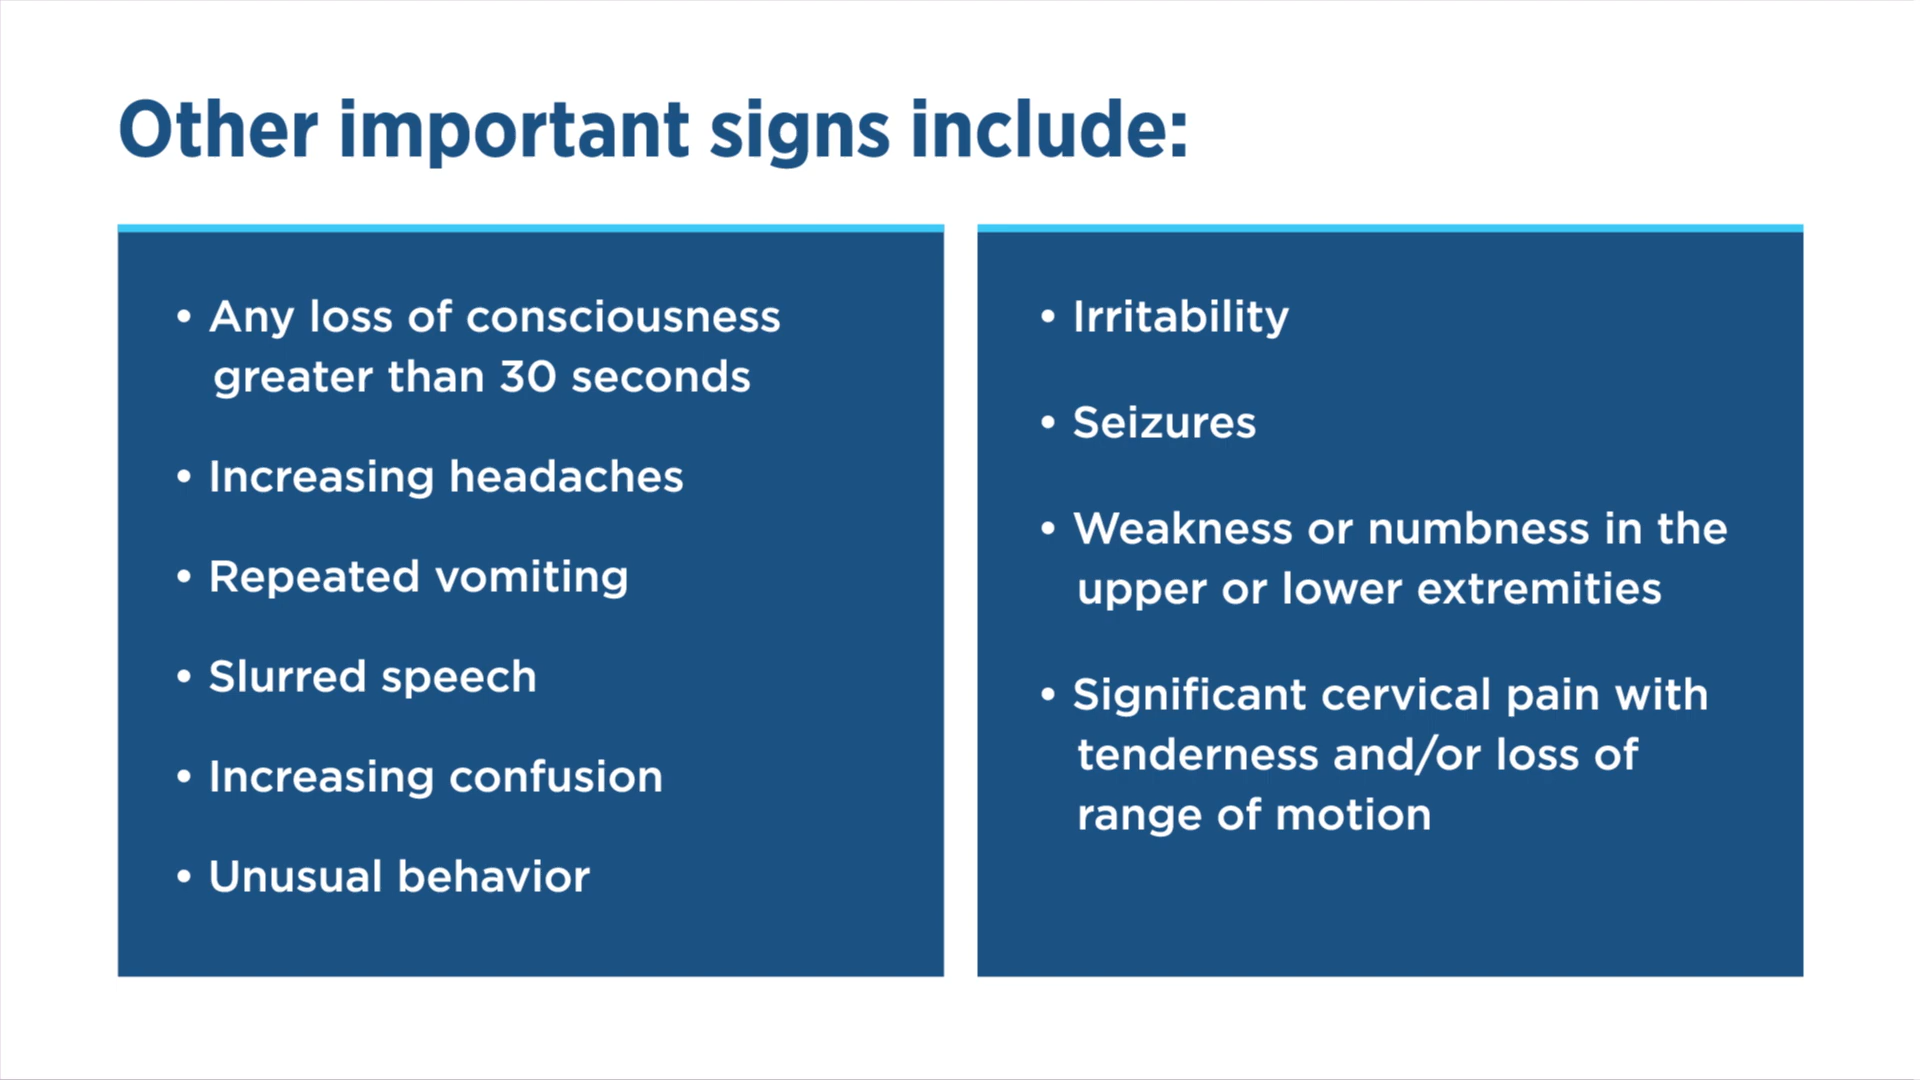 Other important signs include:
• Any loss of consciousness
greater than 30 seconds
• Increasing headaches
• Repeated vomiting
• Slurred speech
• Increasing confusion
• Unusual behavior
• Irritability
• Seizures
• Weakness or numbness in the
upper or lower extremities
• Significant cervical pain with
tenderness and/or loss of
range of motion